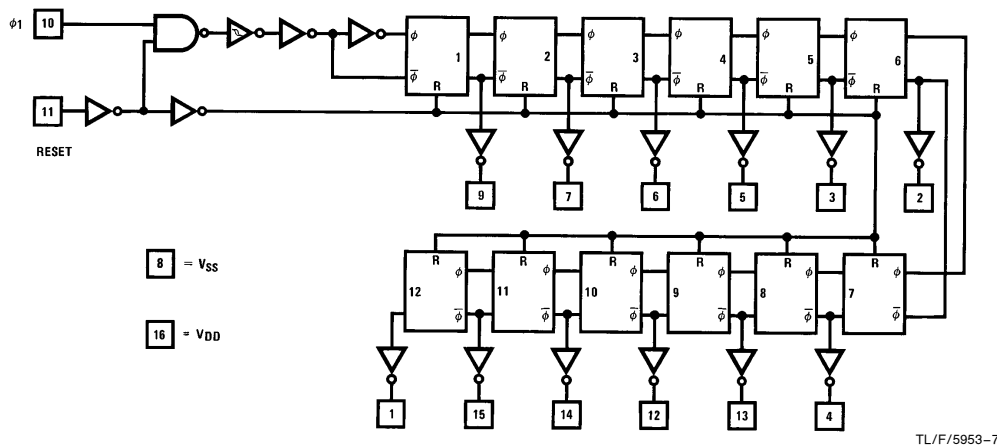 φ1 10
φ φ φ φ φ φ
1 2 3 4 5 6
φ̅ φ̅ φ̅ φ̅ φ̅ φ̅
R R R R R R
11
RESET
9 7 6 5 3 2
R R R R R R
8 = VSS
φ φ φ φ φ φ
12 11 10 9 8 7
φ̅ φ̅ φ̅ φ̅ φ̅ φ̅
16 = VDD
1 15 14 12 13 4
TL/F/5953–7